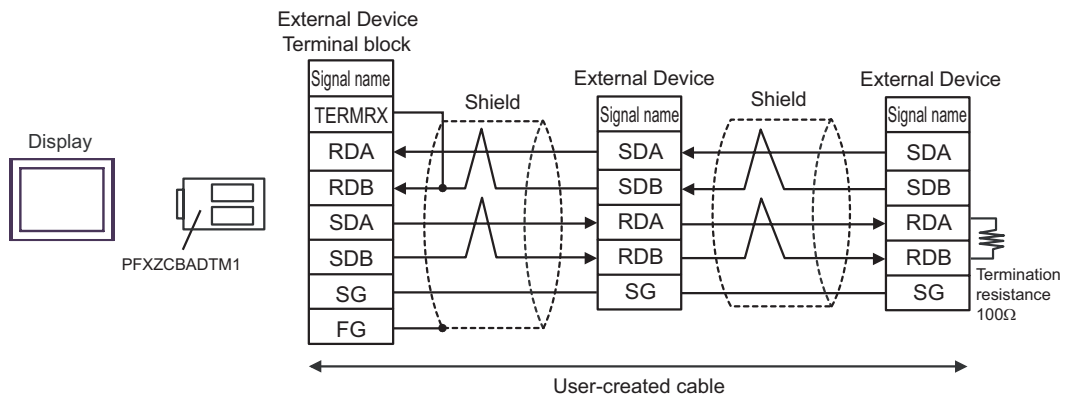 External Device
Terminal block
Signal name
TERMRX
RDA
RDB
SDA
SDB
SG
FG
Display
PFXZCBADTM1
Shield
External Device
Signal name
SDA
SDB
RDA
RDB
SG
Shield
External Device
Signal name
SDA
SDB
RDA
RDB
SG
Termination
resistance
100Ω
User-created cable